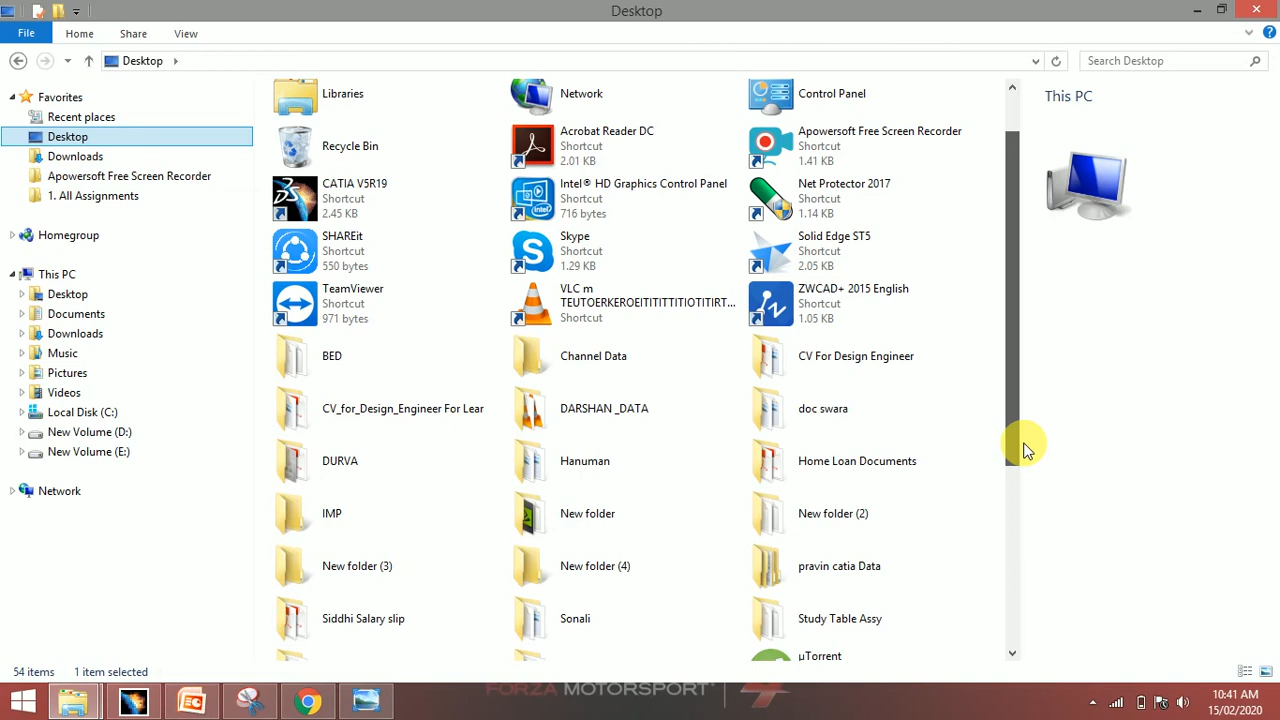 Desktop
File Home Share View
Desktop
Search Desktop
Favorites
Recent places
Desktop
Downloads
Apowersoft Free Screen Recorder
1. All Assignments
Homegroup
This PC
Desktop
Documents
Downloads
Music
Pictures
Videos
Local Disk (C:)
New Volume (D:)
New Volume (E:)
Network
Libraries
Network
Control Panel
Recycle Bin
Acrobat Reader DC
Shortcut
2.01 KB
Apowersoft Free Screen Recorder
Shortcut
1.41 KB
CATIA V5R19
Shortcut
2.45 KB
Intel® HD Graphics Control Panel
Shortcut
716 bytes
Net Protector 2017
Shortcut
1.14 KB
SHAREit
Shortcut
550 bytes
Skype
Shortcut
1.29 KB
Solid Edge ST5
Shortcut
2.05 KB
TeamViewer
Shortcut
971 bytes
VLC m
TEUTOERKEROEITITITTITIOTITIRT...
Shortcut
ZWCAD+ 2015 English
Shortcut
1.05 KB
BED
Channel Data
CV For Design Engineer
CV_for_Design_Engineer For Lear
DARSHAN _DATA
doc swara
DURVA
Hanuman
Home Loan Documents
IMP
New folder
New folder (2)
New folder (3)
New folder (4)
pravin catia Data
Siddhi Salary slip
Sonali
Study Table Assy
µTorrent
This PC
54 items 1 item selected
FORZA MOTORSPORT
10:41 AM
15/02/2020